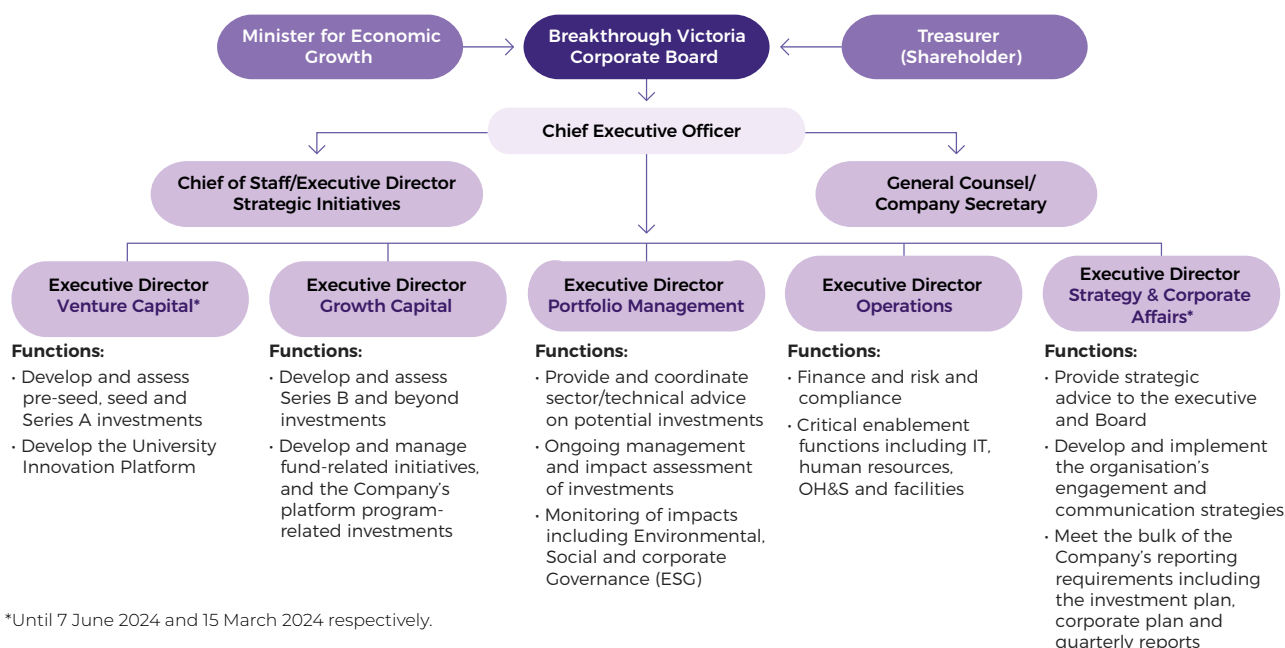 Minister for Economic
Growth
Breakthrough Victoria
Corporate Board
Treasurer
(Shareholder)
Chief Executive Officer
Chief of Staff/Executive Director
Strategic Initiatives
General Counsel/
Company Secretary
Executive Director
Venture Capital*
Functions:
· Develop and assess
pre-seed, seed and
Series A investments
· Develop the University
Innovation Platform
Executive Director
Growth Capital
Functions:
· Develop and assess
Series B and beyond
investments
· Develop and manage
fund-related initiatives,
and the Company’s
platform program-
related investments
Executive Director
Portfolio Management
Functions:
· Provide and coordinate
sector/technical advice
on potential investments
· Ongoing management
and impact assessment
of investments
· Monitoring of impacts
including Environmental,
Social and corporate
Governance (ESG)
Executive Director
Operations
Functions:
· Finance and risk and
compliance
· Critical enablement
functions including IT,
human resources,
OH&S and facilities
Executive Director
Strategy & Corporate
Affairs*
Functions:
· Provide strategic
advice to the executive
and Board
· Develop and implement
the organisation’s
engagement and
communication strategies
· Meet the bulk of the
Company’s reporting
requirements including
the investment plan,
corporate plan and
quarterly reports
*Until 7 June 2024 and 15 March 2024 respectively.